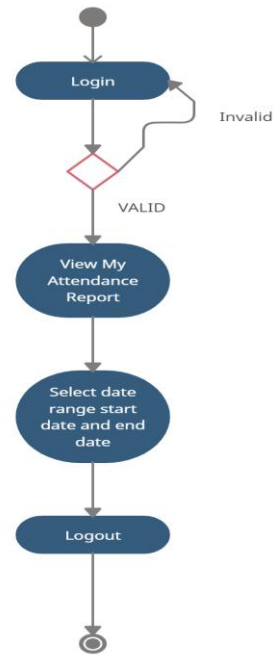 Login
Invalid
VALID
View My
Attendance
Report
Select date
range start
date and end
date
Logout